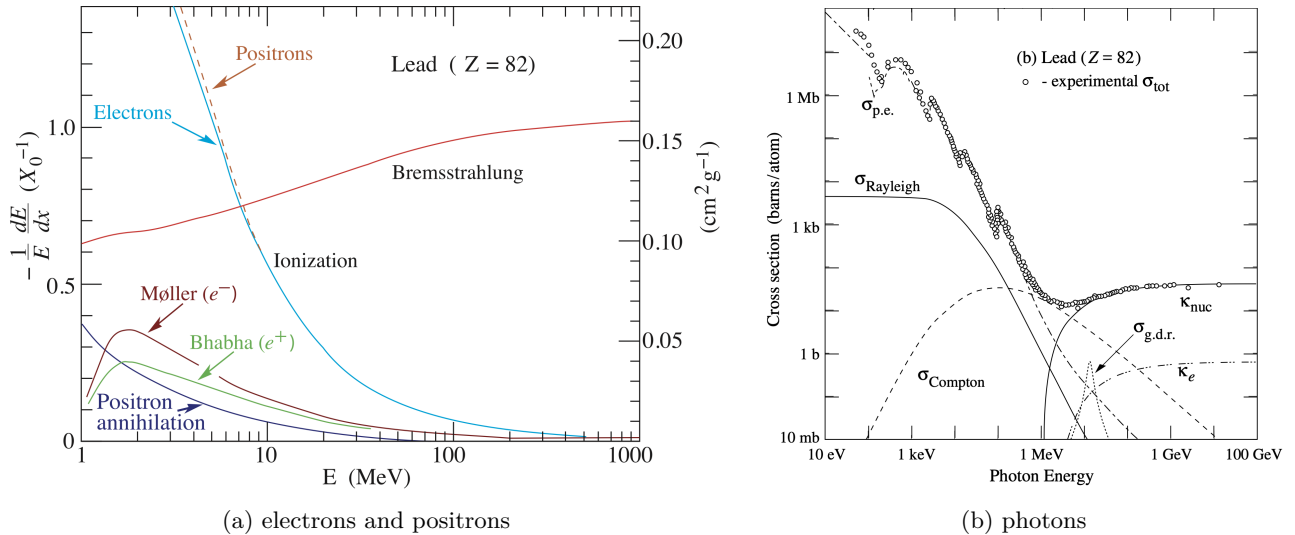 Positrons
Lead ( Z = 82)
Electrons
Bremsstrahlung
Ionization
Møller (e−)
Bhabha (e+)
Positron
annihilation
− 1/E dE/dx (X0−1)
1.0
0.5
0
0.20
0.15
0.10
0.05
0
(cm2 g−1)
1
10
100
1000
E (MeV)
(a) electrons and positrons
(b) Lead (Z = 82)
- experimental σtot
σp.e.
σRayleigh
κnuc
σg.d.r.
σCompton
κe
Cross section (barns/atom)
1 Mb
1 kb
1 b
10 mb
10 eV
1 keV
1 MeV
1 GeV
100 GeV
Photon Energy
(b) photons